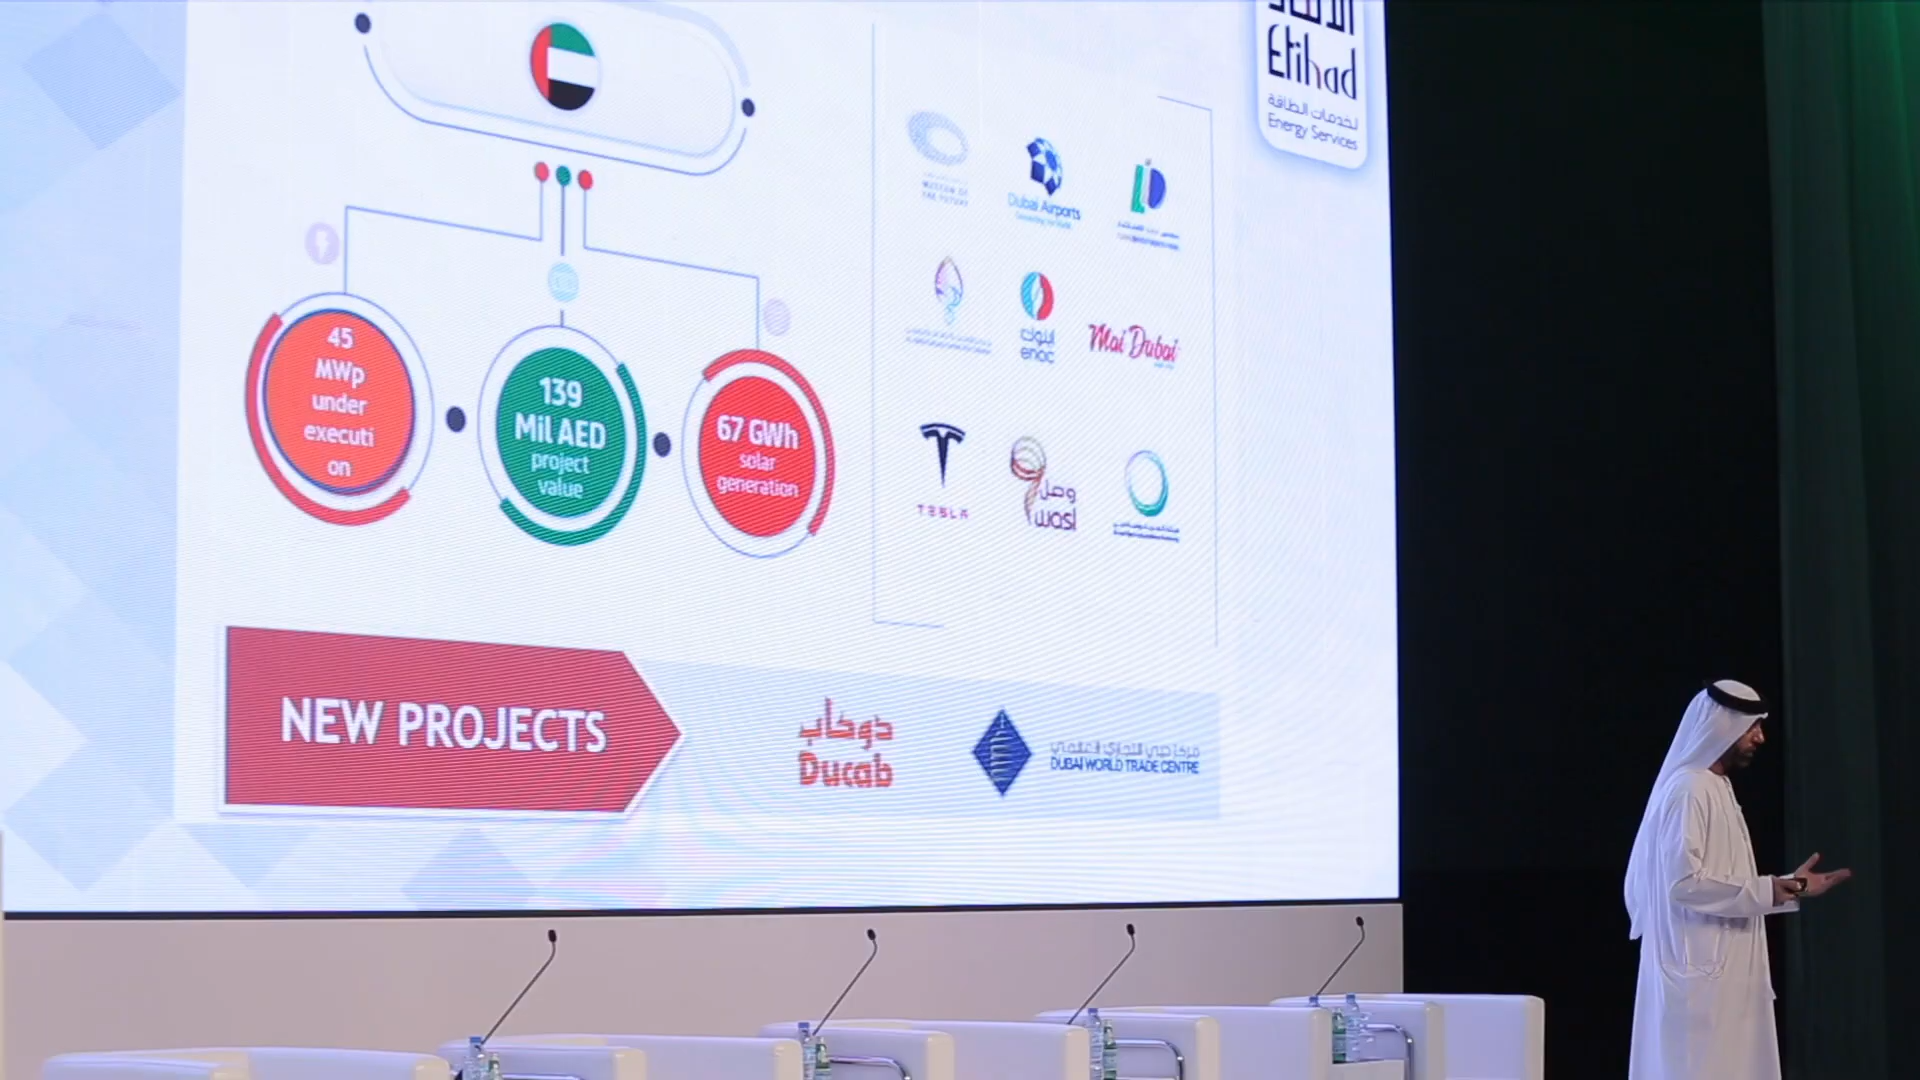 Etihad
لخدمات الطاقة
Energy Services
MUSEUM OF
THE FUTURE
Dubai Airports
اينوك
enoc
Mai Dubai
TESLA
وصل
wasl
45
MWp
under
executi
on
139
Mil AED
project
value
67 GWh
solar
generation
NEW PROJECTS
دوكاب
Ducab
مركز دبي التجاري العالمي
DUBAI WORLD TRADE CENTRE